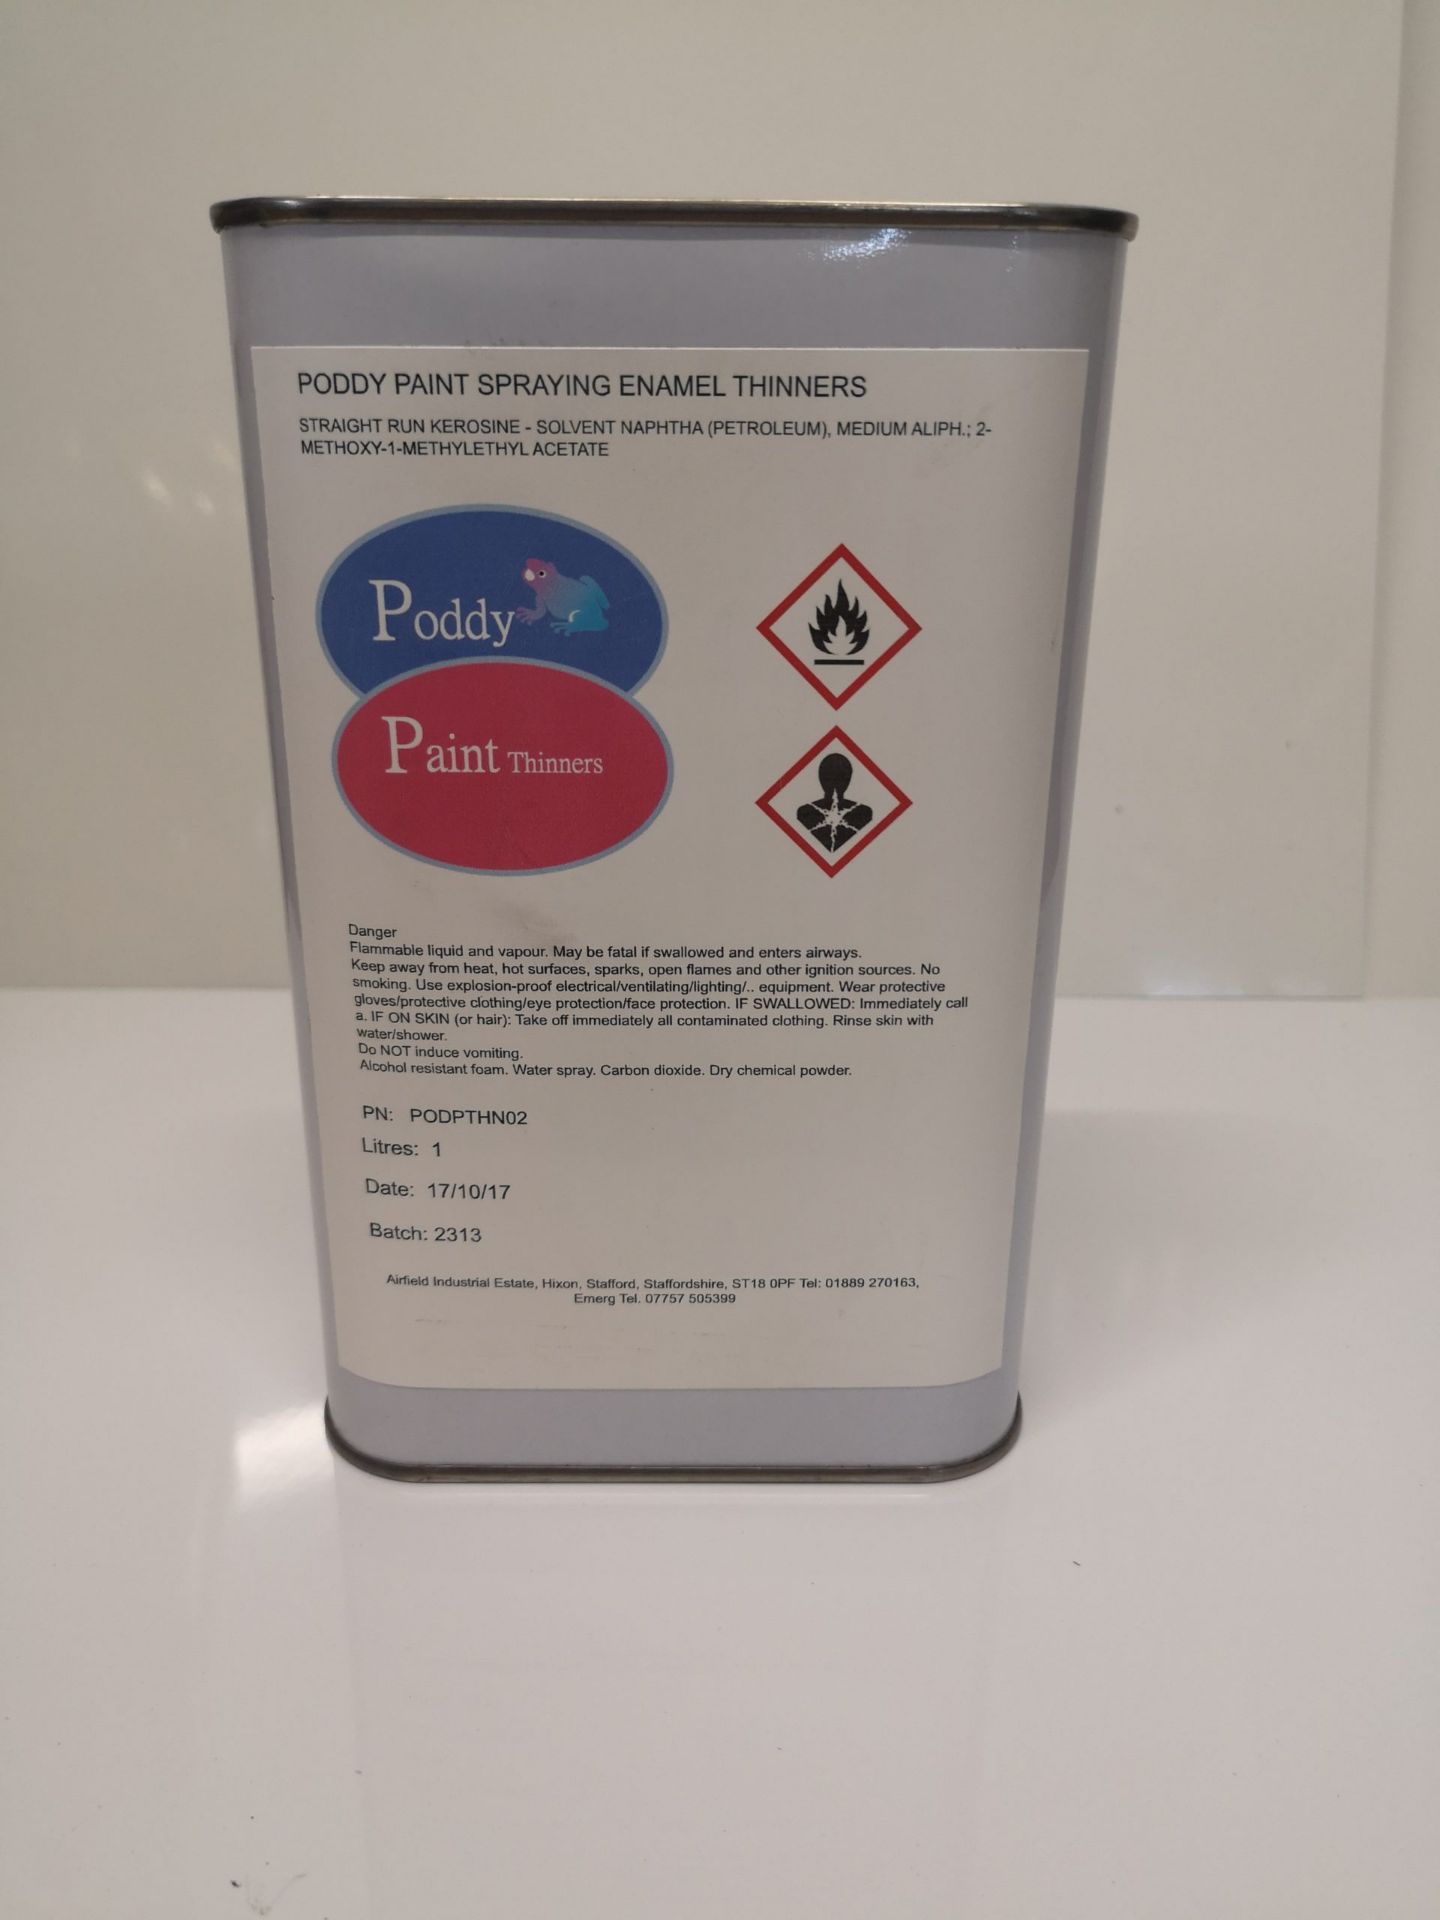 PODDY PAINT SPRAYING ENAMEL THINNERS
STRAIGHT RUN KEROSINE - SOLVENT NAPHTHA (PETROLEUM), MEDIUM ALIPH.; 2-
METHOXY-1-METHYLETHYL ACETATE
Poddy
Paint Thinners
Danger
Flammable liquid and vapour. May be fatal if swallowed and enters airways.
Keep away from heat, hot surfaces, sparks, open flames and other ignition sources. No
smoking. Use explosion-proof electrical/ventilating/lighting/.. equipment. Wear protective
gloves/protective clothing/eye protection/face protection. IF SWALLOWED: Immediately call
a. IF ON SKIN (or hair): Take off immediately all contaminated clothing. Rinse skin with
water/shower.
Do NOT induce vomiting.
Alcohol resistant foam. Water spray. Carbon dioxide. Dry chemical powder.
PN: PODPTHN02
Litres: 1
Date: 17/10/17
Batch: 2313
Airfield Industrial Estate, Hixon, Stafford, Staffordshire, ST18 0PF Tel: 01889 270163,
Emerg Tel. 07757 505399